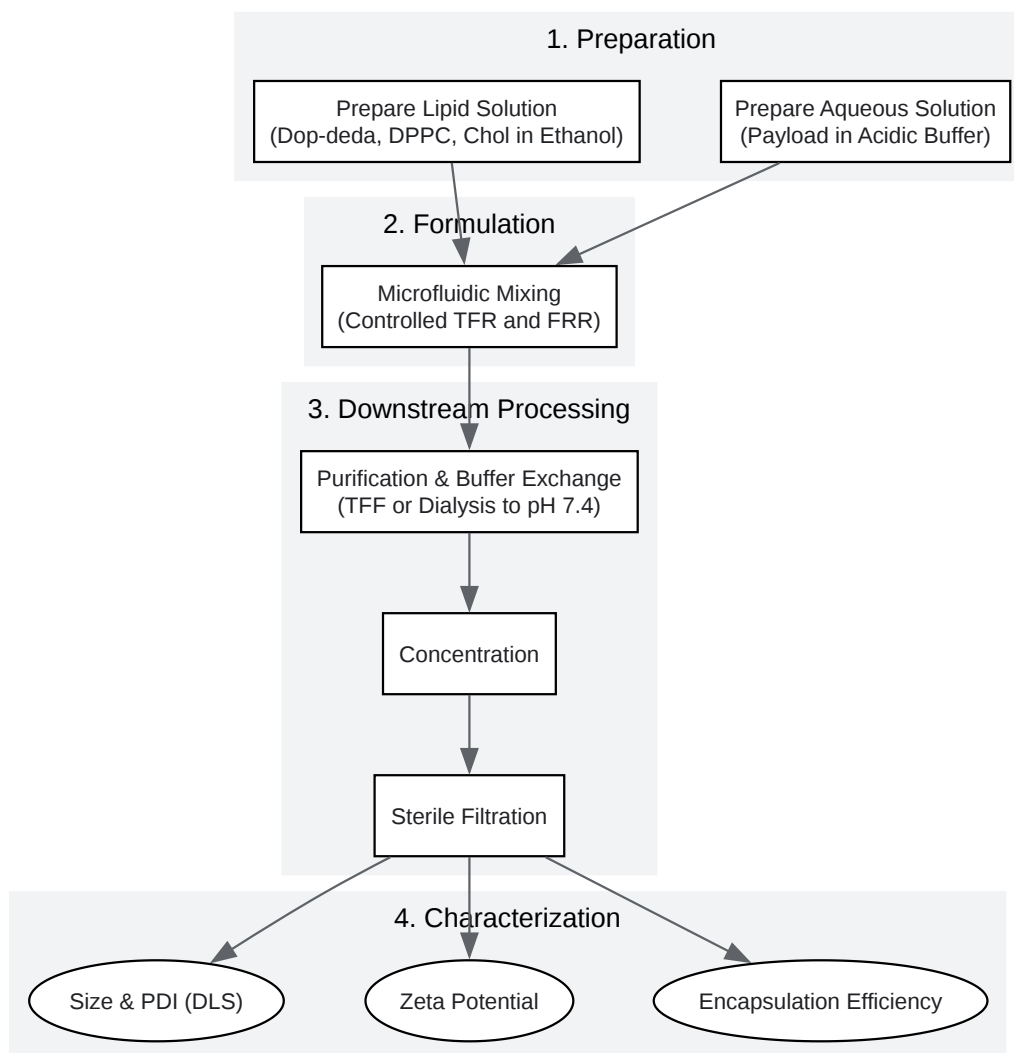 1. Preparation
Prepare Lipid Solution
(Dop-deda, DPPC, Chol in Ethanol)
Prepare Aqueous Solution
(Payload in Acidic Buffer)
2. Formulation
Microfluidic Mixing
(Controlled TFR and FRR)
3. Downstream Processing
Purification & Buffer Exchange
(TFF or Dialysis to pH 7.4)
Concentration
Sterile Filtration
4. Characterization
Size & PDI (DLS)
Zeta Potential
Encapsulation Efficiency